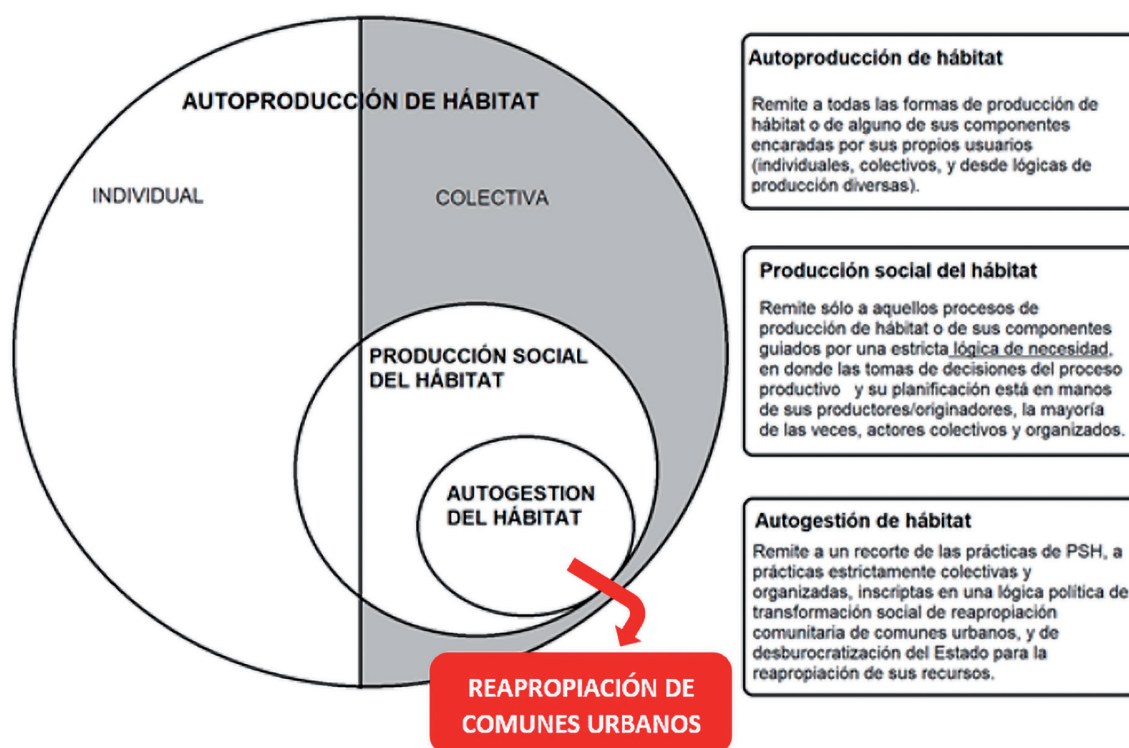 AUTOPRODUCCIÓN DE HÁBITAT
INDIVIDUAL
COLECTIVA
PRODUCCIÓN SOCIAL
DEL HÁBITAT
AUTOGESTION
DEL HÁBITAT
REAPROPIACIÓN DE
COMUNES URBANOS
Autoproducción de hábitat
Remite a todas las formas de producción de
hábitat o de alguno de sus componentes
encaradas por sus propios usuarios
(individuales, colectivos, y desde lógicas de
producción diversas).
Producción social del hábitat
Remite sólo a aquellos procesos de
producción de hábitat o de sus componentes
guiados por una estricta lógica de necesidad,
en donde las tomas de decisiones del proceso
productivo y su planificación está en manos
de sus productores/originadores, la mayoría
de las veces, actores colectivos y organizados.
Autogestión de hábitat
Remite a un recorte de las prácticas de PSH, a
prácticas estrictamente colectivas y
organizadas, inscriptas en una lógica política de
transformación social de reapropiación
comunitaria de comunes urbanos, y de
desburocratización del Estado para la
reapropiación de sus recursos.